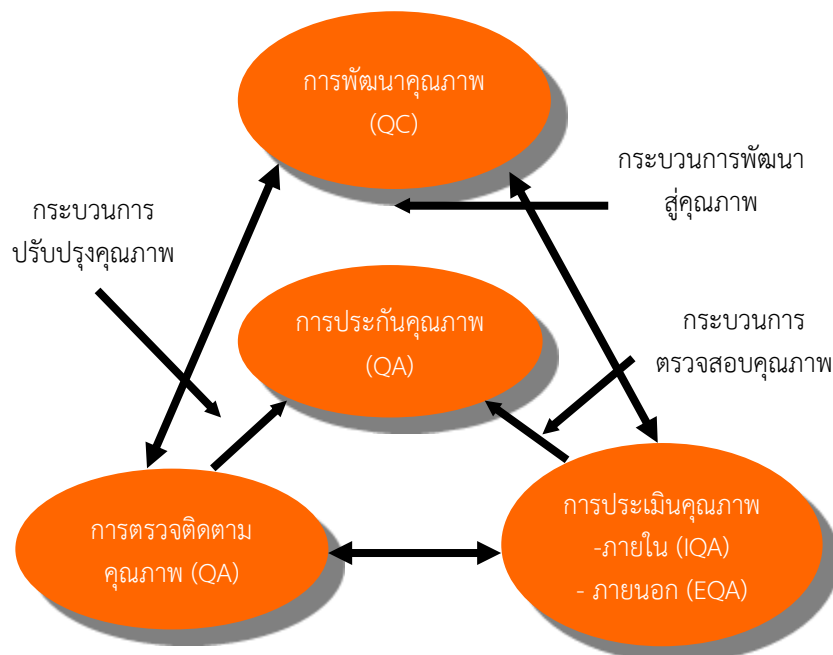 การพัฒนาคุณภาพ
(QC)
กระบวนการพัฒนา
สู่คุณภาพ
กระบวนการ
ปรับปรุงคุณภาพ
การประกันคุณภาพ
(QA)
กระบวนการ
ตรวจสอบคุณภาพ
การตรวจติดตาม
คุณภาพ (QA)
การประเมินคุณภาพ
-ภายใน (IQA)
- ภายนอก (EQA)